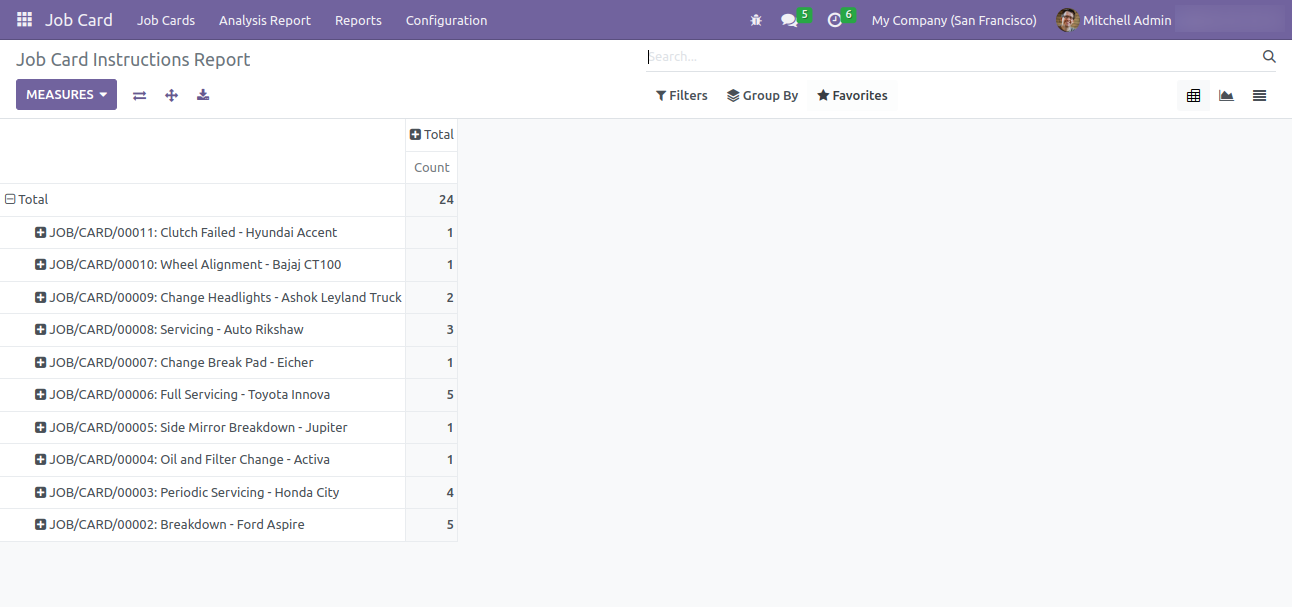 Job Card Job Cards Analysis Report Reports Configuration 5 6 My Company (San Francisco) Mitchell Admin
Job Card Instructions Report Search...
MEASURES Filters Group By Favorites
Total
Count
Total 24
JOB/CARD/00011: Clutch Failed - Hyundai Accent 1
JOB/CARD/00010: Wheel Alignment - Bajaj CT100 1
JOB/CARD/00009: Change Headlights - Ashok Leyland Truck 2
JOB/CARD/00008: Servicing - Auto Rikshaw 3
JOB/CARD/00007: Change Break Pad - Eicher 1
JOB/CARD/00006: Full Servicing - Toyota Innova 5
JOB/CARD/00005: Side Mirror Breakdown - Jupiter 1
JOB/CARD/00004: Oil and Filter Change - Activa 1
JOB/CARD/00003: Periodic Servicing - Honda City 4
JOB/CARD/00002: Breakdown - Ford Aspire 5